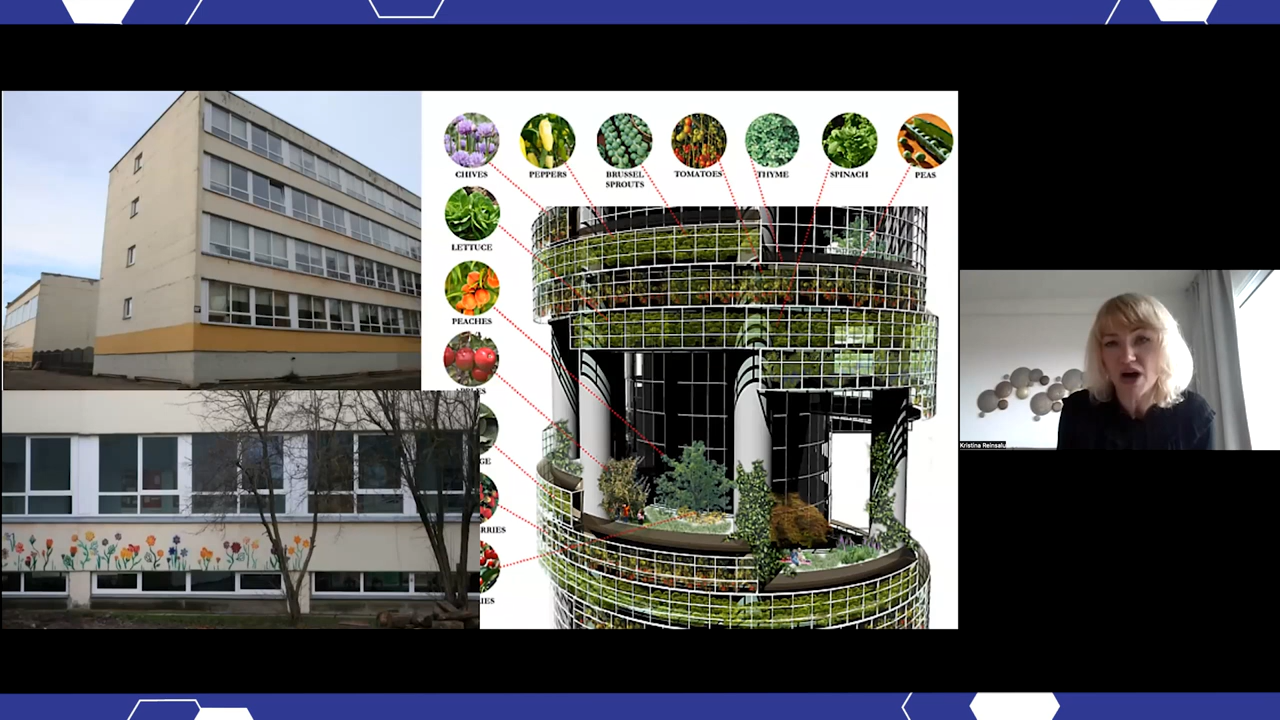 CHIVES
PEPPERS
BRUSSEL
SPROUTS
TOMATOES
THYME
SPINACH
PEAS
LETTUCE
PEACHES
Kristina Reinsalu